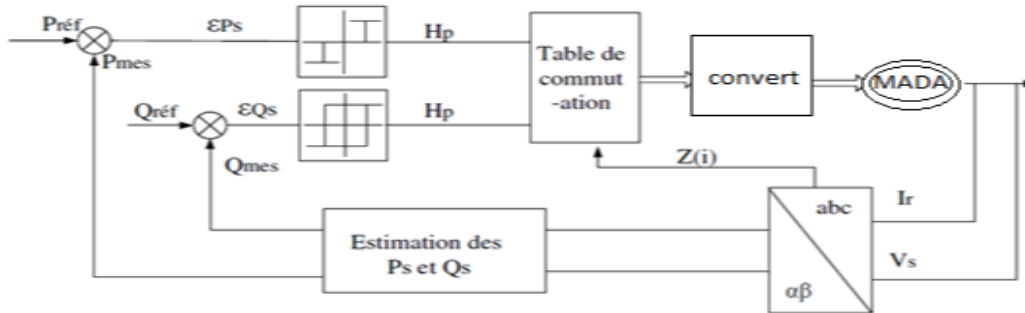 Préf
Pmes
εPs
Hp
Table de
commut
-ation
convert
MADA
Qréf
Qmes
εQs
Hp
Z(i)
abc
αβ
Ir
Vs
Estimation des
Ps et Qs